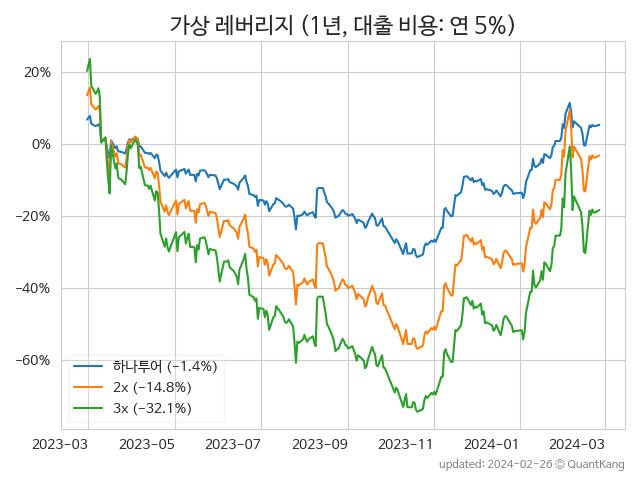 가상 레버리지 (1년, 대출 비용: 연 5%)
20%
0%
−20%
−40%
−60%
하나투어 (−1.4%)
2x (−14.8%)
3x (−32.1%)
2023-03 2023-05 2023-07 2023-09 2023-11 2024-01 2024-03
updated: 2024-02-26 © QuantKang